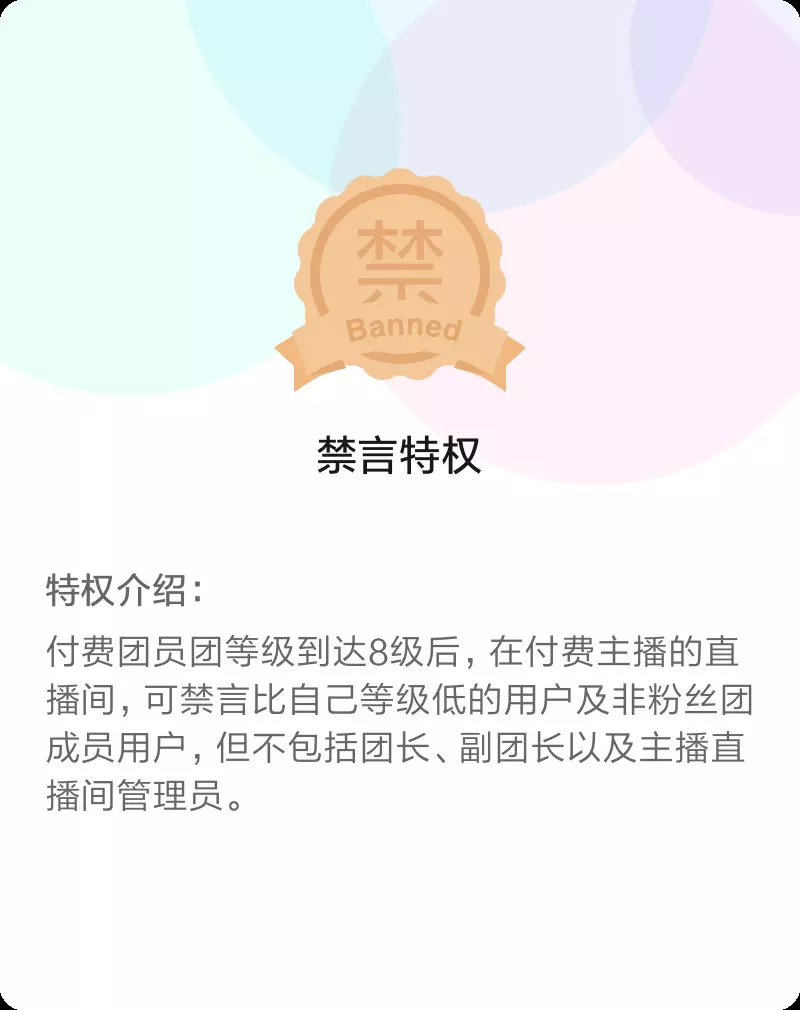 禁
Banned
禁言特权
特权介绍：
付费团员团等级到达8级后，在付费主播的直
播间，可禁言比自己等级低的用户及非粉丝团
成员用户，但不包括团长、副团长以及主播直
播间管理员。